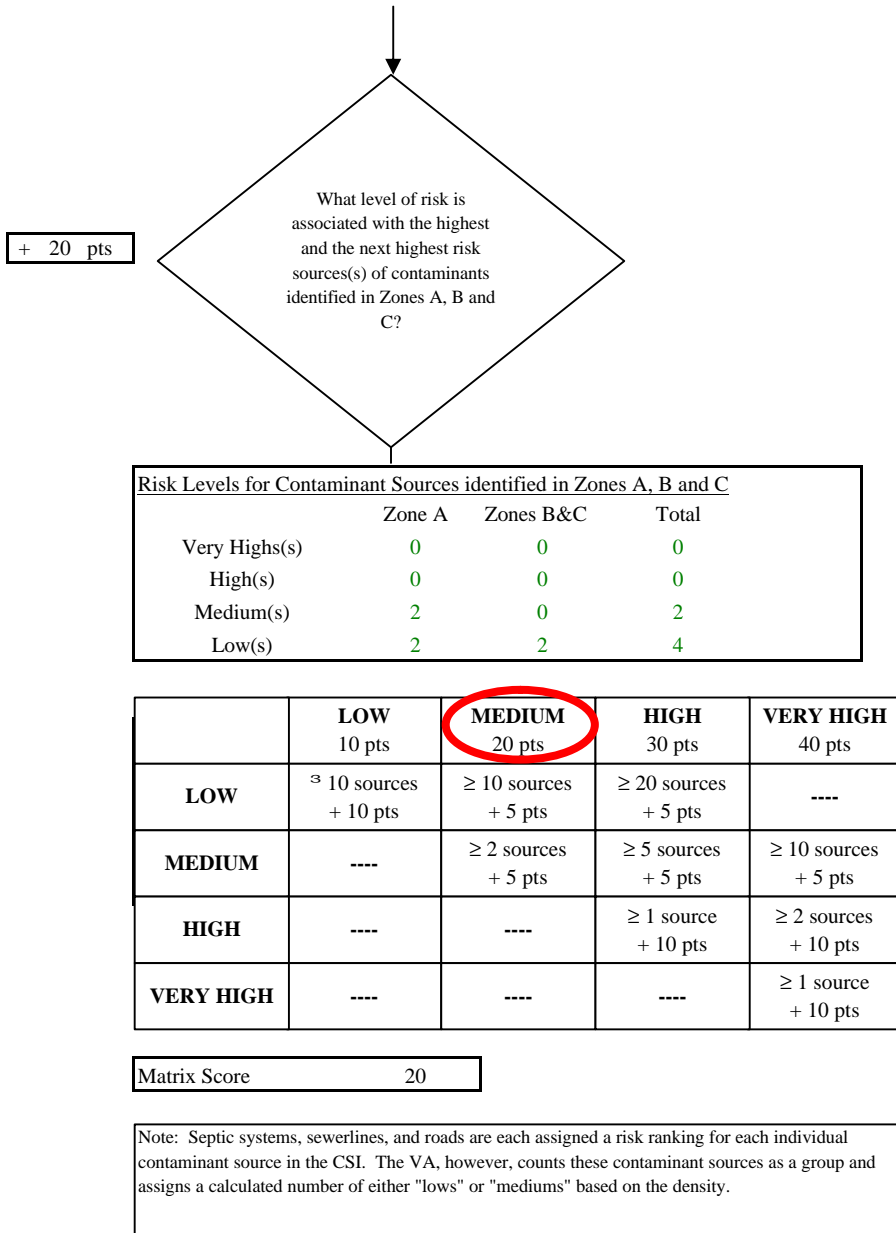 What level of risk is
associated with the highest
and the next highest risk
sources(s) of contaminants
identified in Zones A, B and
C?
+ 20 pts
Risk Levels for Contaminant Sources identified in Zones A, B and C
Zone A Zones B&C Total
Very Highs(s) 0 0 0
High(s) 0 0 0
Medium(s) 2 0 2
Low(s) 2 2 4
LOW MEDIUM HIGH VERY HIGH
10 pts 20 pts 30 pts 40 pts
LOW ³ 10 sources ≥ 10 sources ≥ 20 sources ----
+ 10 pts + 5 pts + 5 pts
MEDIUM ---- ≥ 2 sources ≥ 5 sources ≥ 10 sources
+ 5 pts + 5 pts + 5 pts
HIGH ---- ---- ≥ 1 source ≥ 2 sources
+ 10 pts + 10 pts
VERY HIGH ---- ---- ---- ≥ 1 source
+ 10 pts
Matrix Score 20
Note: Septic systems, sewerlines, and roads are each assigned a risk ranking for each individual
contaminant source in the CSI. The VA, however, counts these contaminant sources as a group and
assigns a calculated number of either "lows" or "mediums" based on the density.